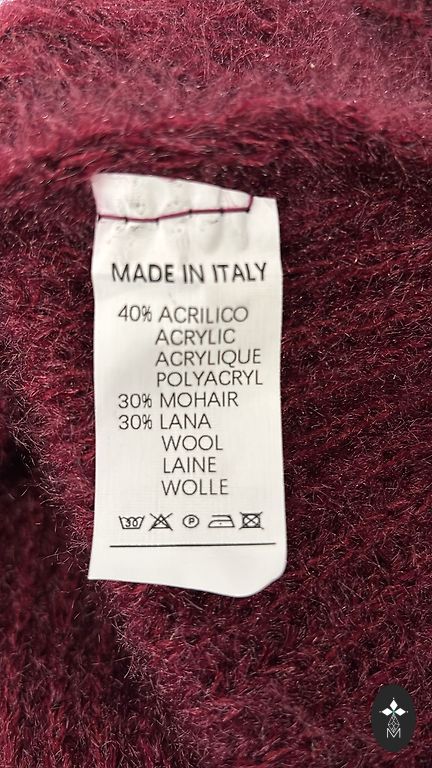 MADE IN ITALY
40% ACRILICO
ACRYLIC
ACRYLIQUE
POLYACRYL
30% MOHAIR
30% LANA
WOOL
LAINE
WOLLE
P
M